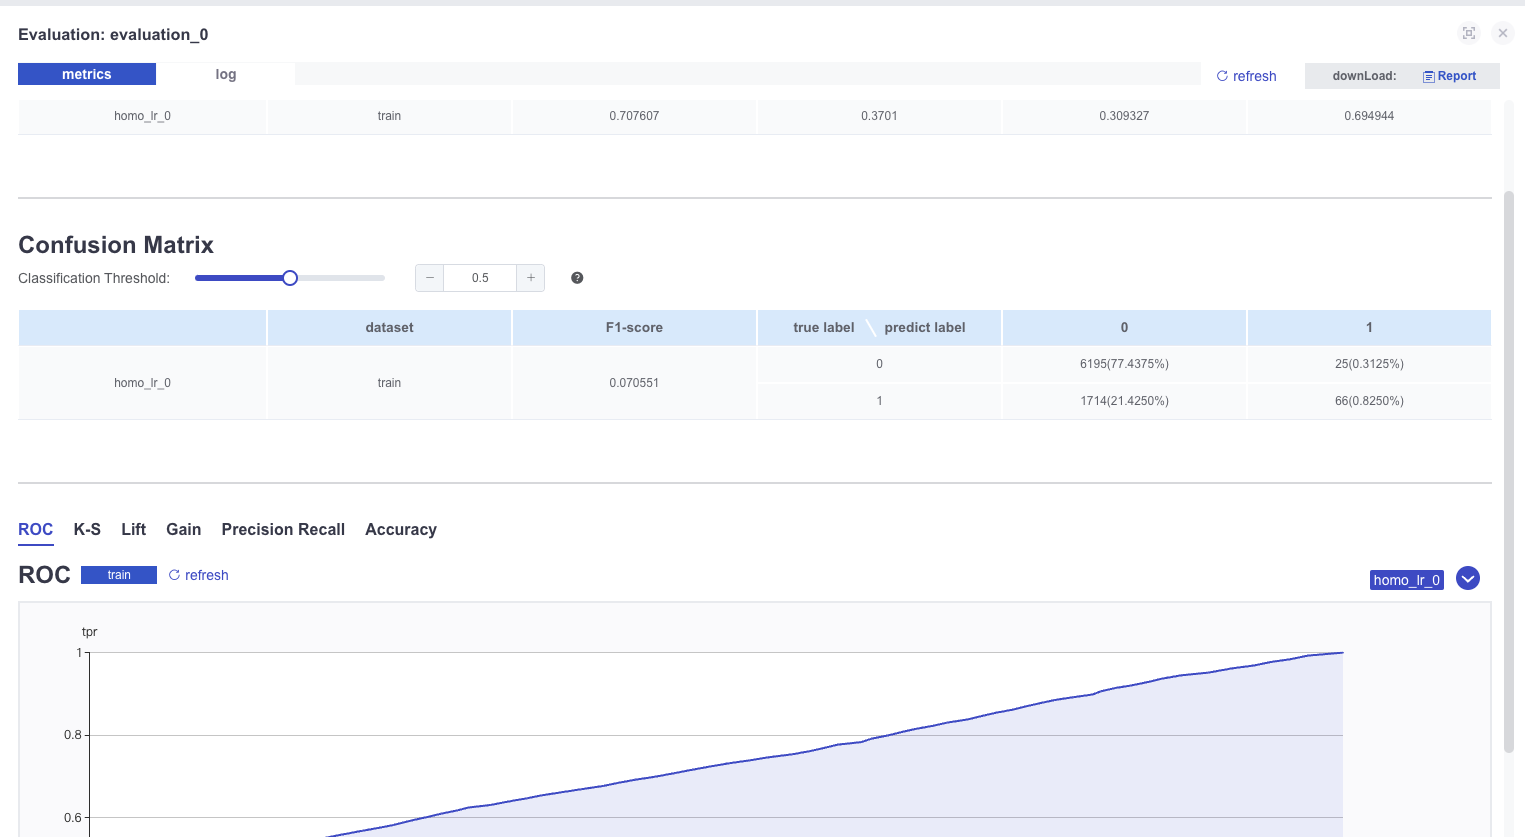 Evaluation: evaluation_0
metrics log refresh downLoad: Report
homo_lr_0 train 0.707607 0.3701 0.309327 0.694944
Confusion Matrix
Classification Threshold: − 0.5 + ?
dataset F1-score true label \ predict label 0 1
0 6195(77.4375%) 25(0.3125%)
homo_lr_0 train 0.070551
1 1714(21.4250%) 66(0.8250%)
ROC K-S Lift Gain Precision Recall Accuracy
ROC train refresh homo_lr_0
tpr
1
0.8
0.6